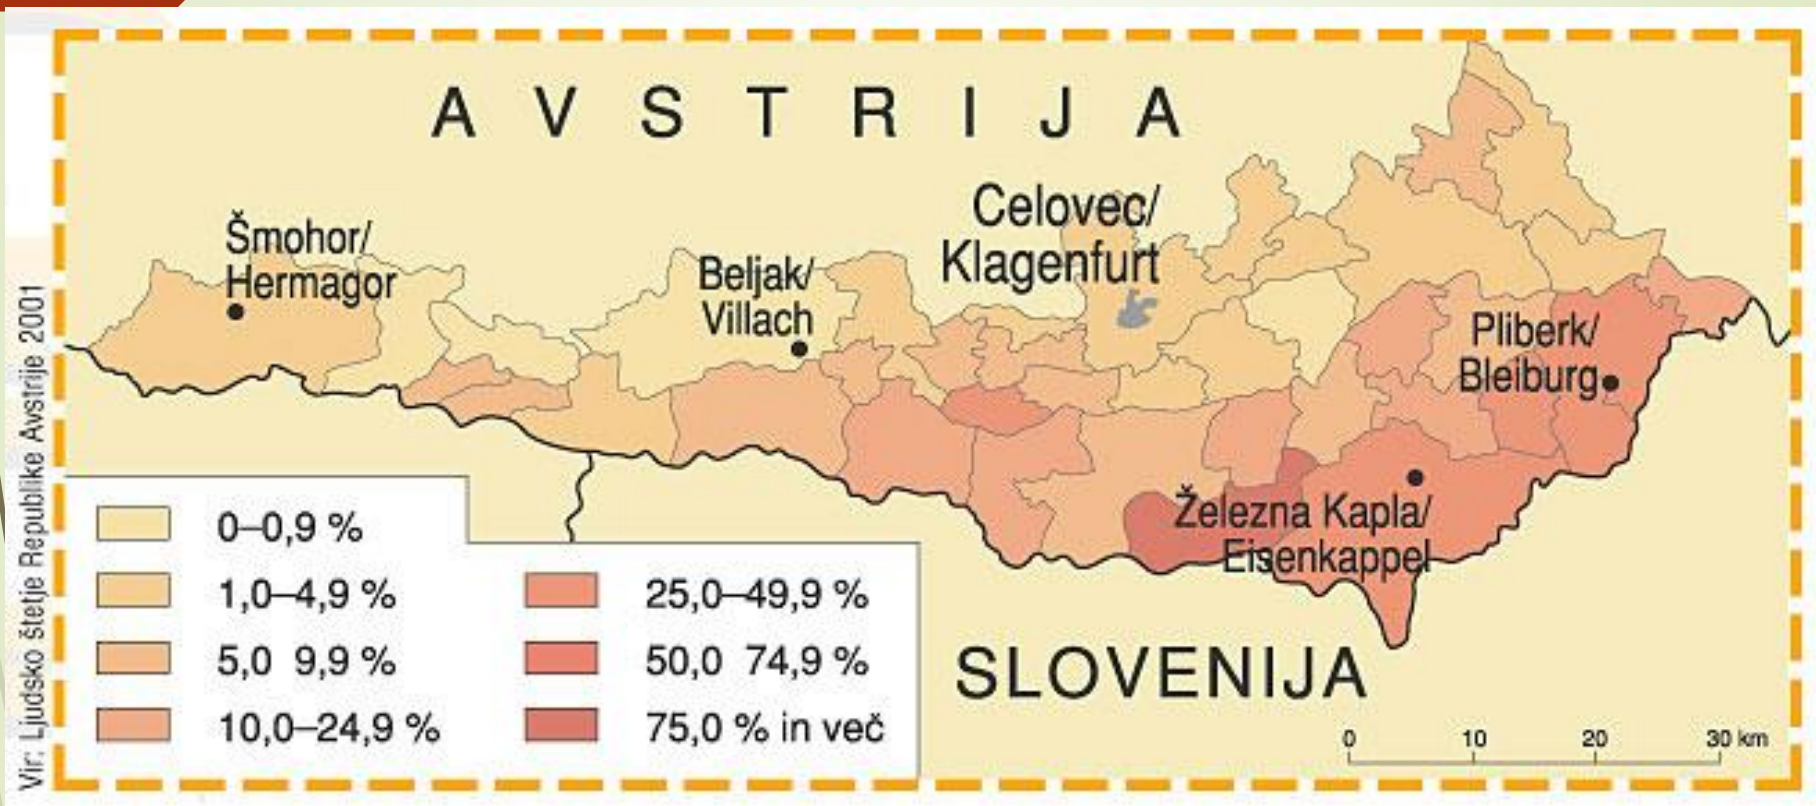 AVSTRIJA
Šmohor/
Hermagor
Beljak/
Villach
Celovec/
Klagenfurt
Pliberk/
Bleiburg
Železna Kapla/
Eisenkappel
SLOVENIJA
0–0,9 %
1,0–4,9 %
5,0 9,9 %
10,0–24,9 %
25,0–49,9 %
50,0 74,9 %
75,0 % in več
0 10 20 30 km
Vir: Ljudsko štetje Republike Avstrije 2001